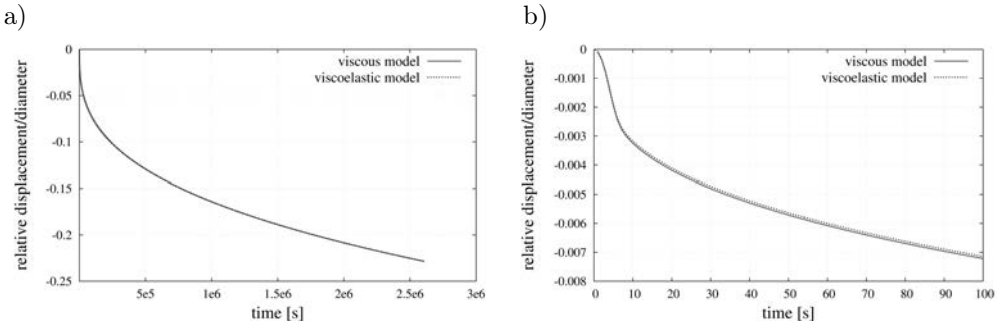 a)
relative displacement/diameter
0
-0.05
-0.1
-0.15
-0.2
-0.25
viscous model
viscoelastic model
5e5 1e6 1.5e6 2e6 2.5e6 3e6
time [s]
b)
relative displacement/diameter
0
-0.001
-0.002
-0.003
-0.004
-0.005
-0.006
-0.007
-0.008
viscous model
viscoelastic model
0 10 20 30 40 50 60 70 80 90 100
time [s]